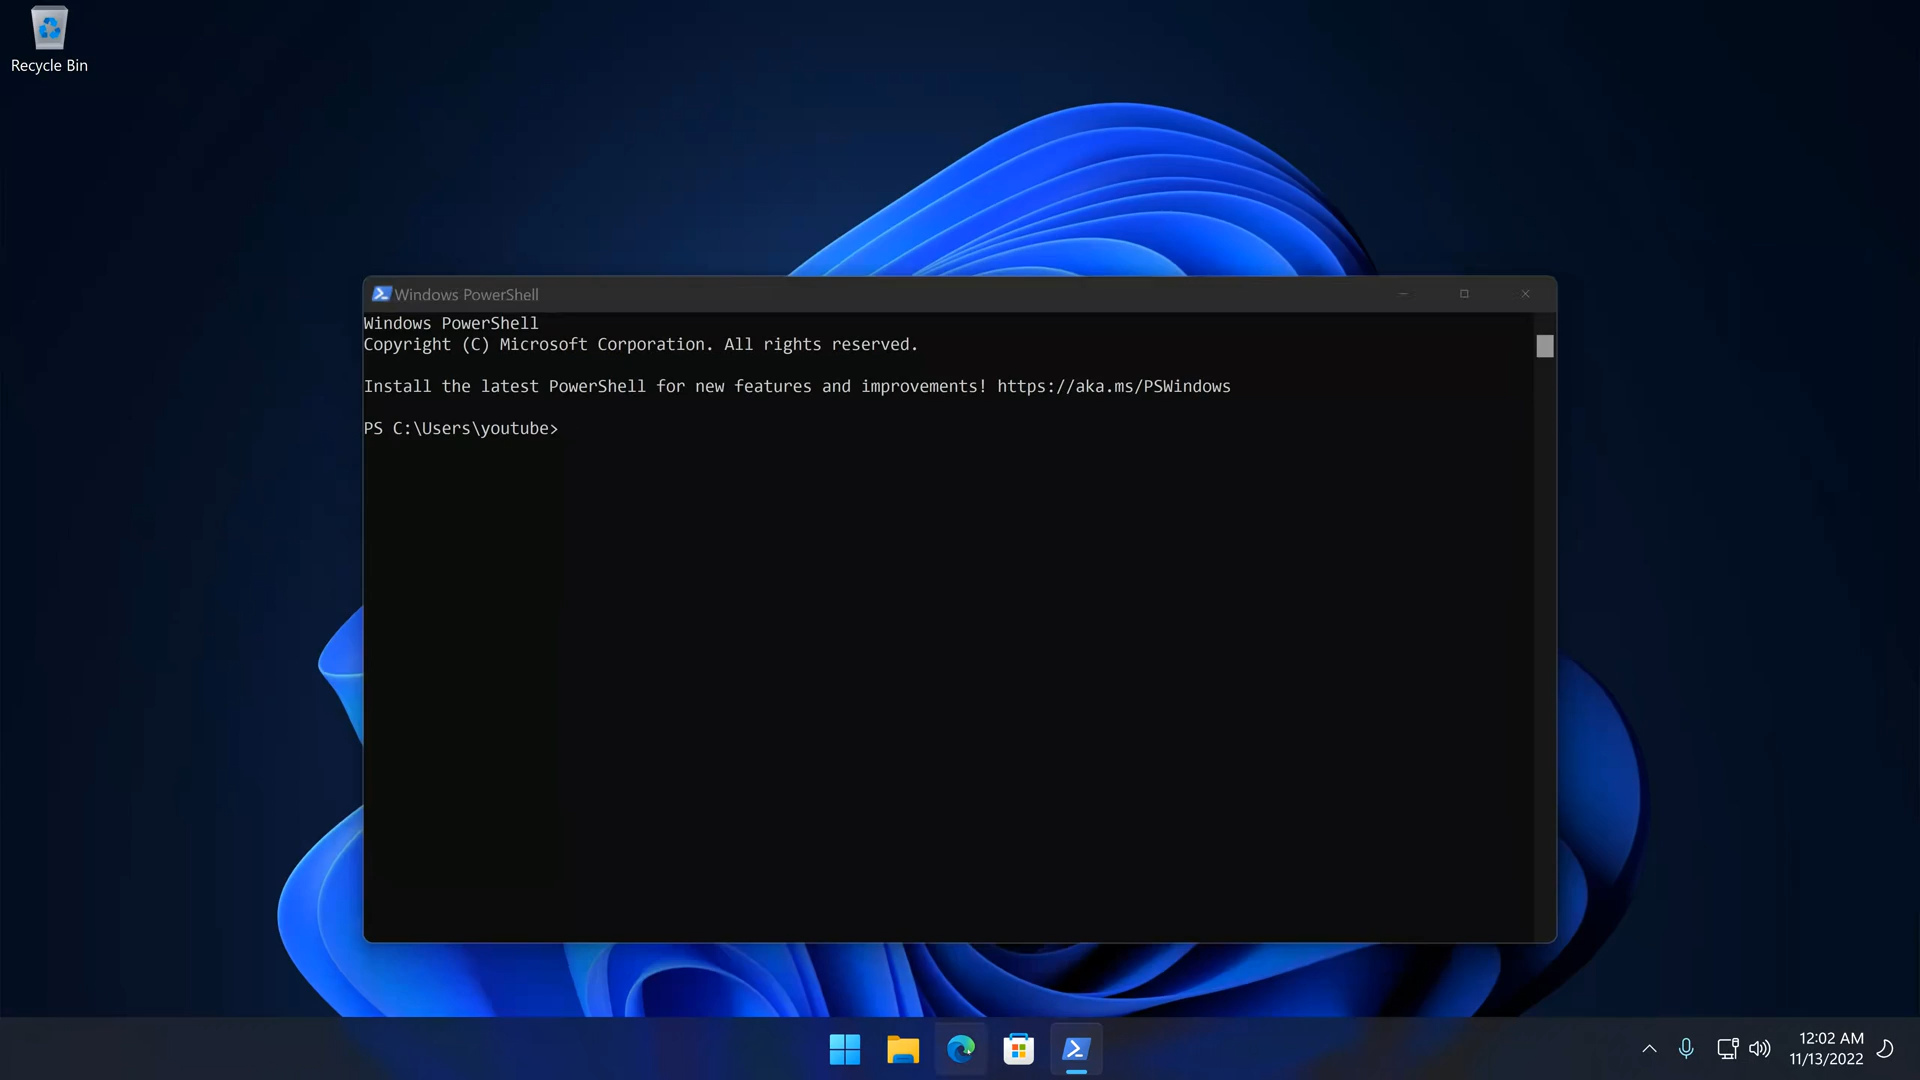 Recycle Bin
Windows PowerShell
Windows PowerShell
Copyright (C) Microsoft Corporation. All rights reserved.
Install the latest PowerShell for new features and improvements! https://aka.ms/PSWindows
PS C:\Users\youtube>
12:02 AM
11/13/2022